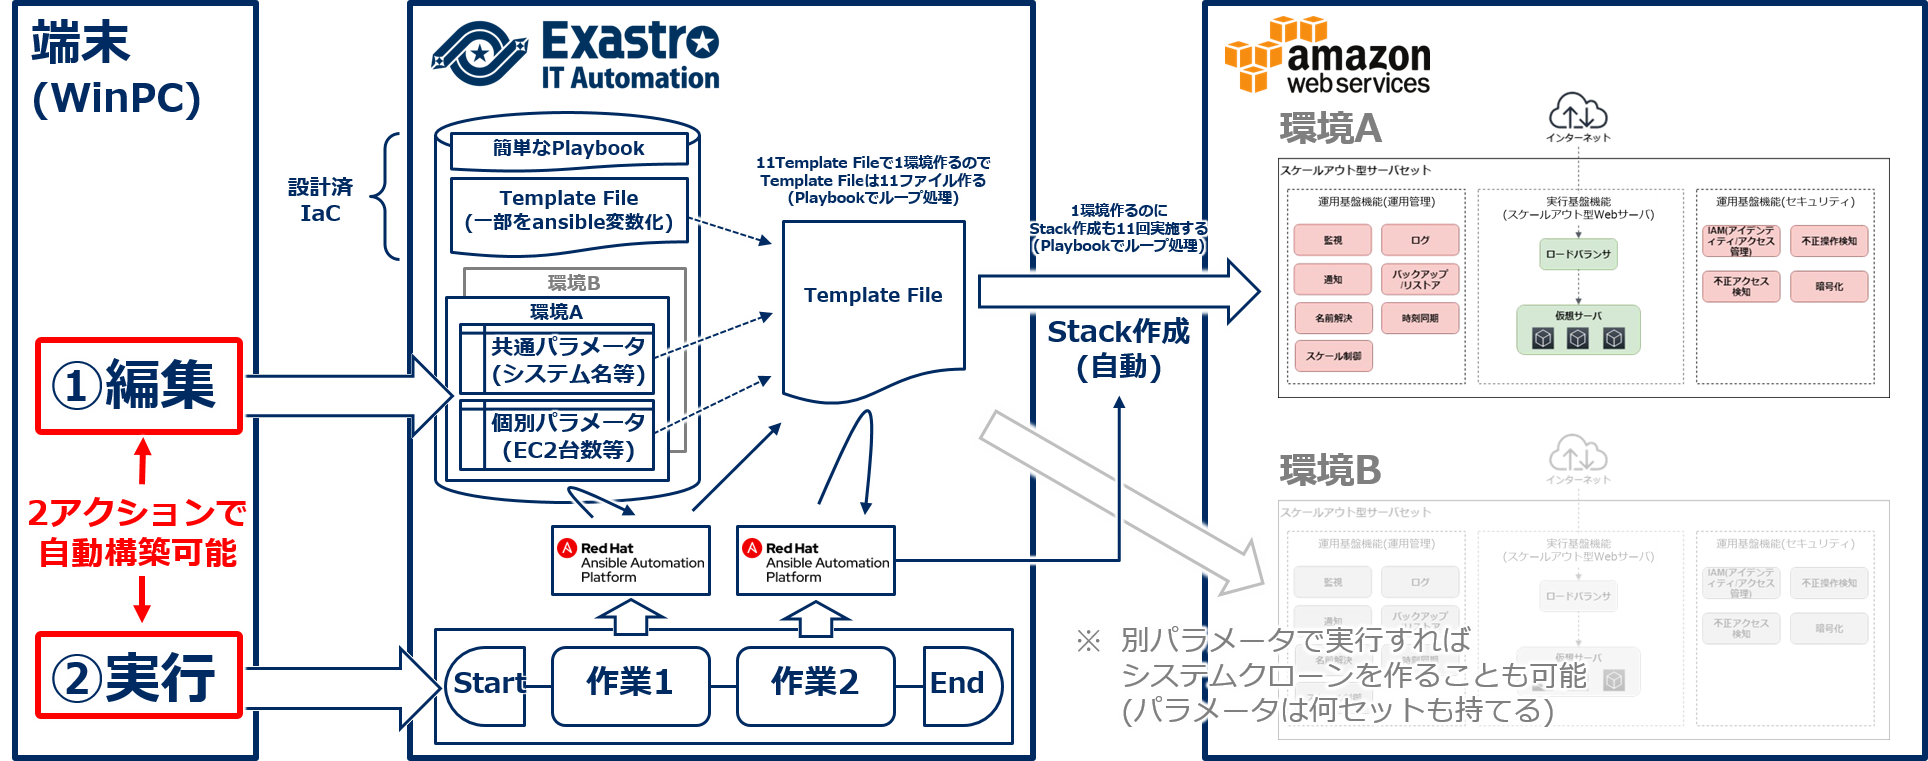 端末
(WinPC)
①編集
2アクションで
自動構築可能
②実行
Exastro
IT Automation
設計済
IaC
簡単なPlaybook
Template File
(一部をansible変数化)
環境B
環境A
共通パラメータ
(システム名等)
個別パラメータ
(EC2台数等)
11Template Fileで1環境作るので
Template Fileは11ファイル作る
(Playbookでループ処理)
Template File
Red Hat
Ansible Automation
Platform
Red Hat
Ansible Automation
Platform
Start
作業1
作業2
End
1環境作るのに
Stack作成も11回実施する
(Playbookでループ処理)
Stack作成
(自動)
amazon
web services
環境A
インターネット
スケールアウト型サーバセット
運用基盤機能(運用管理)
監視
ログ
通知
バックアップ
/リストア
名前解決
時刻同期
スケール制御
実行基盤機能
(スケールアウト型Webサーバ)
ロードバランサ
仮想サーバ
運用基盤機能(セキュリティ)
IAM(アイデン
ティティ/アクセス
管理)
不正操作検知
不正アクセス
検知
暗号化
環境B
インターネット
スケールアウト型サーバセット
運用基盤機能(運用管理)
監視
ログ
通知
バックアップ
/リストア
名前解決
時刻同期
実行基盤機能
(スケールアウト型Webサーバ)
ロードバランサ
仮想サーバ
運用基盤機能(セキュリティ)
IAM(アイデンテ
ィティ/アクセス
管理)
不正操作検知
不正アクセス
検知
暗号化
※ 別パラメータで実行すれば
システムクローンを作ることも可能
(パラメータは何セットも持てる)